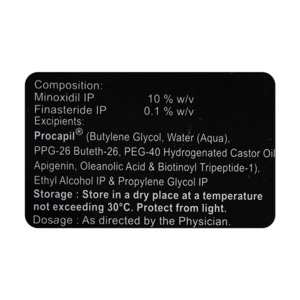 Composition:
Minoxidil IP 10 % w/v
Finasteride IP 0.1 % w/v
Excipients:
Procapil® (Butylene Glycol, Water (Aqua),
PPG-26 Buteth-26, PEG-40 Hydrogenated Castor Oil
Apigenin, Oleanolic Acid & Biotinoyl Tripeptide-1),
Ethyl Alcohol IP & Propylene Glycol IP
Storage : Store in a dry place at a temperature
not exceeding 30°C. Protect from light.
Dosage : As directed by the Physician.